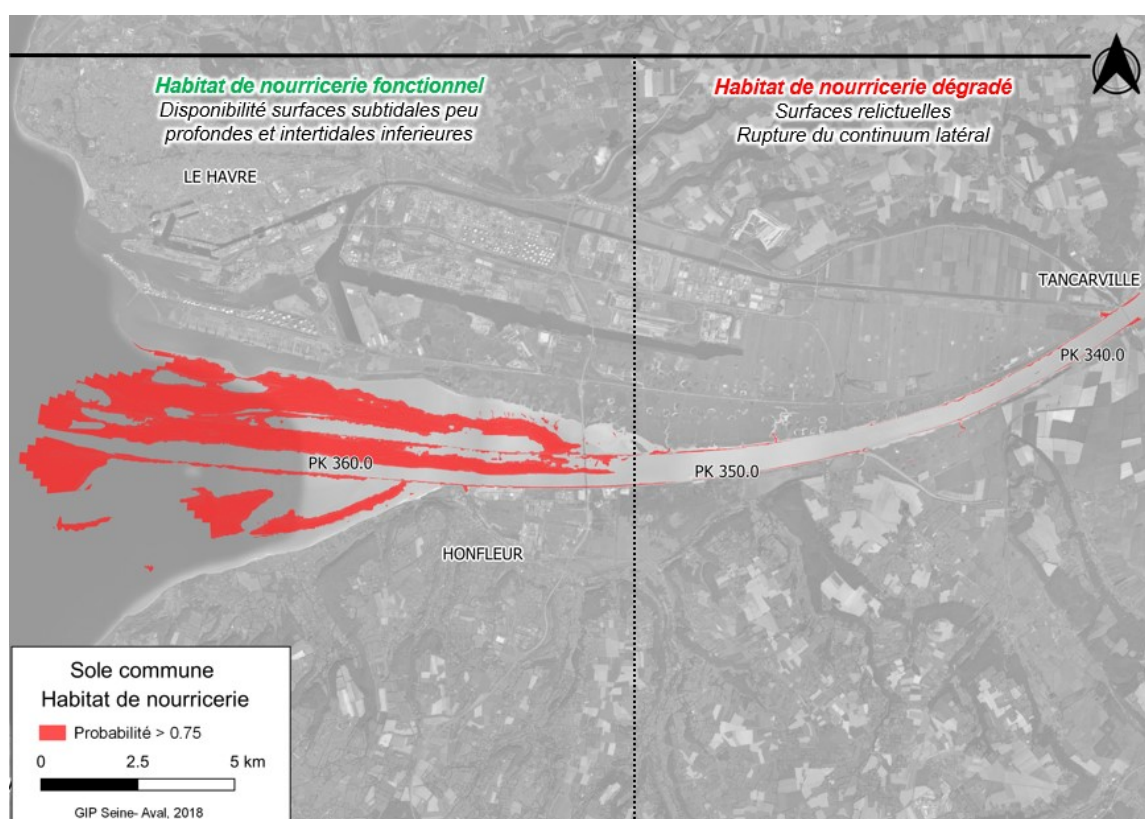 Habitat de nourricerie fonctionnel
Disponibilité surfaces subtidales peu
profondes et intertidales inferieures
Habitat de nourricerie dégradé
Surfaces relictuelles
Rupture du continuum latéral
LE HAVRE
TANCARVILLE
PK 340.0
PK 360.0
PK 350.0
HONFLEUR
Sole commune
Habitat de nourricerie
Probabilité > 0.75
0 2.5 5 km
GIP Seine- Aval, 2018